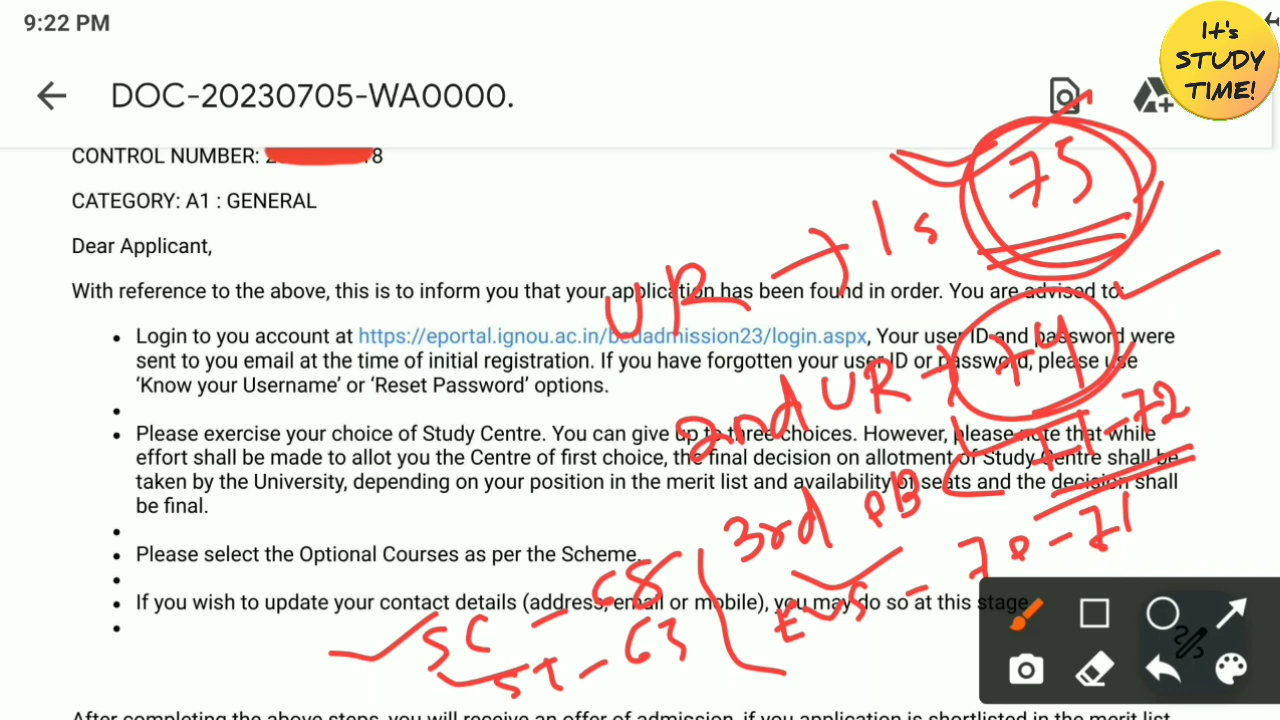 9:22 PM
It's
STUDY
TIME!
DOC-20230705-WA0000.
CONTROL NUMBER: 8
CATEGORY: A1 : GENERAL
Dear Applicant,
With reference to the above, this is to inform you that your application has been found in order. You are advised to:
• Login to you account at https://eportal.ignou.ac.in/bedadmission23/login.aspx, Your user ID and password were
sent to you email at the time of initial registration. If you have forgotten your user ID or password, please use
‘Know your Username’ or ‘Reset Password’ options.
•
• Please exercise your choice of Study Centre. You can give up to three choices. However, please note that while
effort shall be made to allot you the Centre of first choice, the final decision on allotment of Study Centre shall be
taken by the University, depending on your position in the merit list and availability of seats and the decision shall
be final.
•
• Please select the Optional Courses as per the Scheme.
•
• If you wish to update your contact details (address, email or mobile), you may do so at this stage
•
After completing the above steps, you will receive an offer of admission, if you application is shortlisted in the merit list
UR → 1s 75
2nd UR → 74
3rd 71 - 72
EWS - 70 - 71
SC - 68
ST - 63